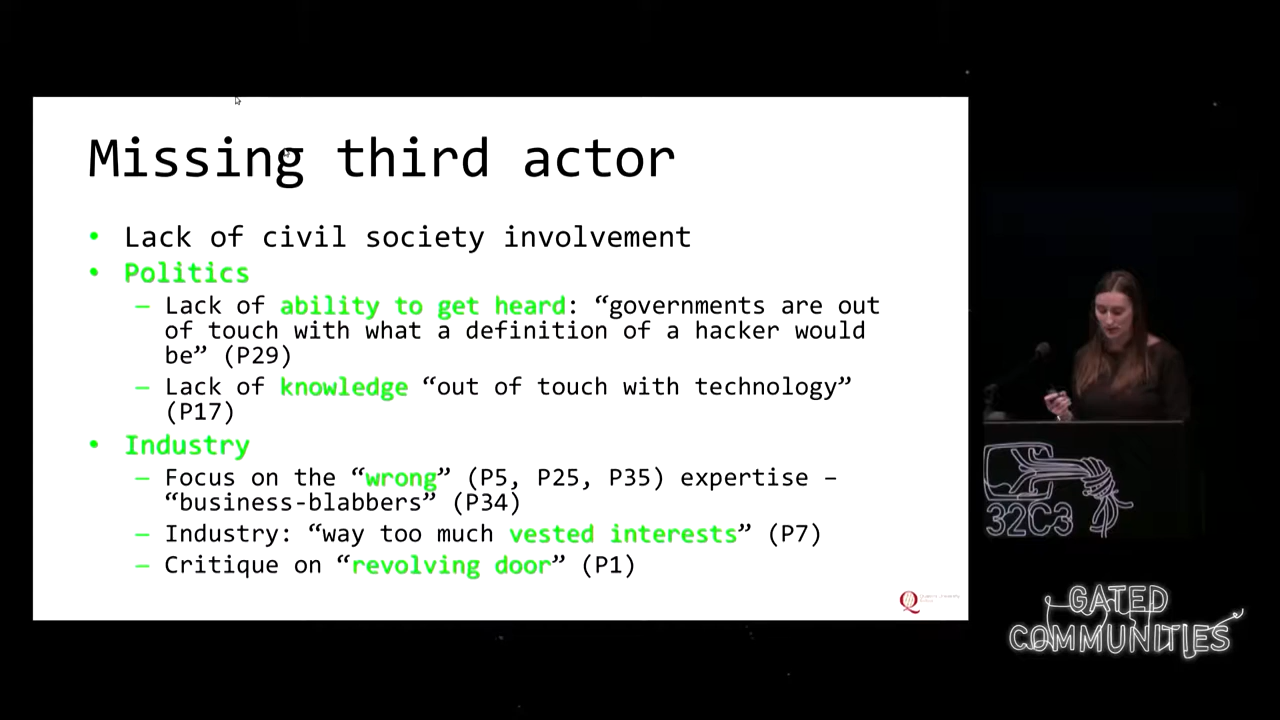 Missing third actor
• Lack of civil society involvement
• Politics
– Lack of ability to get heard: “governments are out
of touch with what a definition of a hacker would
be” (P29)
– Lack of knowledge “out of touch with technology”
(P17)
• Industry
– Focus on the “wrong” (P5, P25, P35) expertise –
“business-blabbers” (P34)
– Industry: “way too much vested interests” (P7)
– Critique on “revolving door” (P1)
32C3
GATED
COMMUNITIES